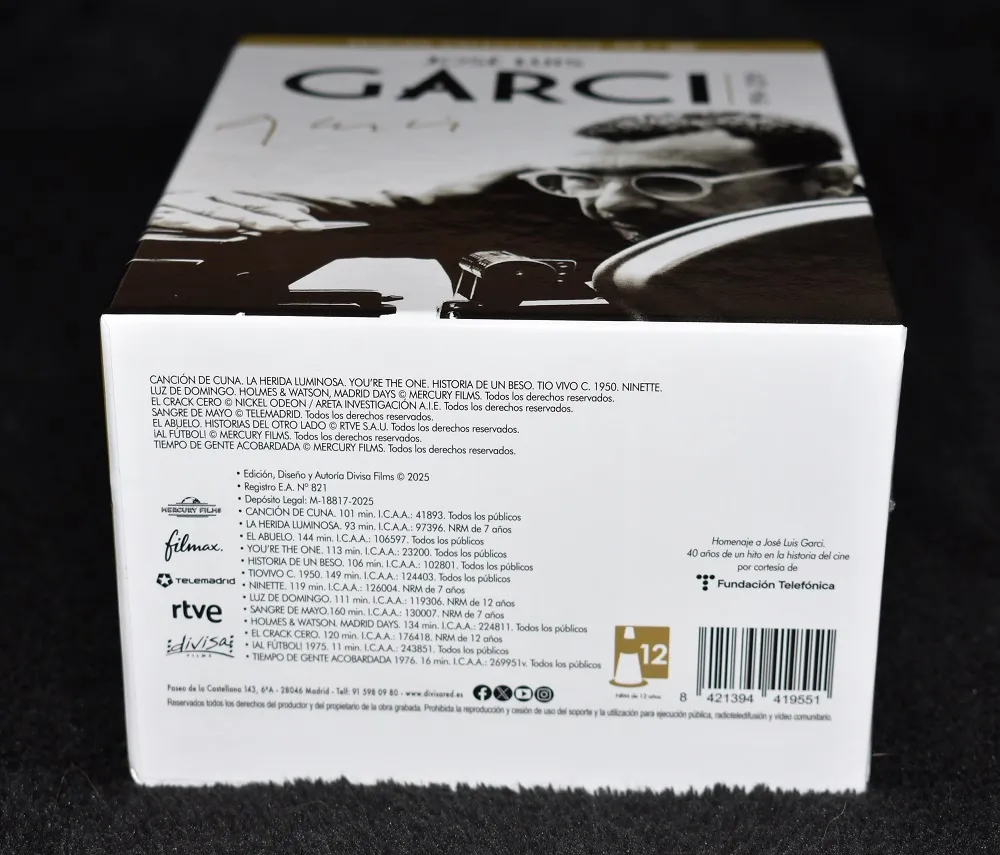 JOSÉ LUIS
GARCI
CANCIÓN DE CUNA. LA HERIDA LUMINOSA. YOU'RE THE ONE. HISTORIA DE UN BESO. TIO VIVO C. 1950. NINETTE.
LUZ DE DOMINGO. HOLMES & WATSON, MADRID DAYS © MERCURY FILMS. Todos los derechos reservados.
EL CRACK CERO © NICKEL ODEON / ARETA INVESTIGACIÓN A.I.E. Todos los derechos reservados.
SANGRE DE MAYO © TELEMADRID. Todos los derechos reservados.
EL ABUELO. HISTORIAS DEL OTRO LADO © RTVE S.A.U. Todos los derechos reservados.
¡AL FÚTBOL! © MERCURY FILMS. Todos los derechos reservados.
TIEMPO DE GENTE ACOBARDADA © MERCURY FILMS. Todos los derechos reservados.
• Edición, Diseño y Autoría Divisa Films © 2025
• Registro E.A. Nº 821
• Depósito Legal: M-18817-2025
• CANCIÓN DE CUNA. 101 min. I.C.A.A.: 41893. Todos los públicos
• LA HERIDA LUMINOSA. 93 min. I.C.A.A.: 97396. NRM de 7 años
• EL ABUELO. 144 min. I.C.A.A.: 106597. Todos los públicos
• YOU'RE THE ONE. 113 min. I.C.A.A.: 23200. Todos los públicos
• HISTORIA DE UN BESO. 106 min. I.C.A.A.: 102801. Todos los públicos
• TIOVIVO C. 1950. 149 min. I.C.A.A.: 124403. Todos los públicos
• NINETTE. 119 min. I.C.A.A.: 126004. NRM de 7 años
• LUZ DE DOMINGO. 111 min. I.C.A.A.: 119306. NRM de 12 años
• SANGRE DE MAYO.160 min. I.C.A.A.: 130007. NRM de 7 años
• HOLMES & WATSON. MADRID DAYS. 134 min. I.C.A.A.: 224811. Todos los públicos
• EL CRACK CERO. 120 min. I.C.A.A.: 176418. NRM de 12 años
• ¡AL FÚTBOL! 1975. 11 min. I.C.A.A.: 243851. Todos los públicos
• TIEMPO DE GENTE ACOBARDADA 1976. 16 min. I.C.A.A.: 269951v. Todos los públicos
MERCURY FILMS
filmax.
TELEMADRID
rtve
divisa
FILMS
Homenaje a José Luis Garci.
40 años de un hito en la historia del cine
por cortesía de
Fundación Telefónica
12
NRM de 12 años
8 421394 419551
Paseo de la Castellana 143, 6ºA - 28046 Madrid - Telf: 91 598 09 80 - www.divisared.es
Reservados todos los derechos del productor y del propietario de la obra grabada. Prohibida la reproducción y cesión de uso del soporte y la utilización para ejecución pública, radioteledifusión y vídeo comunitario.